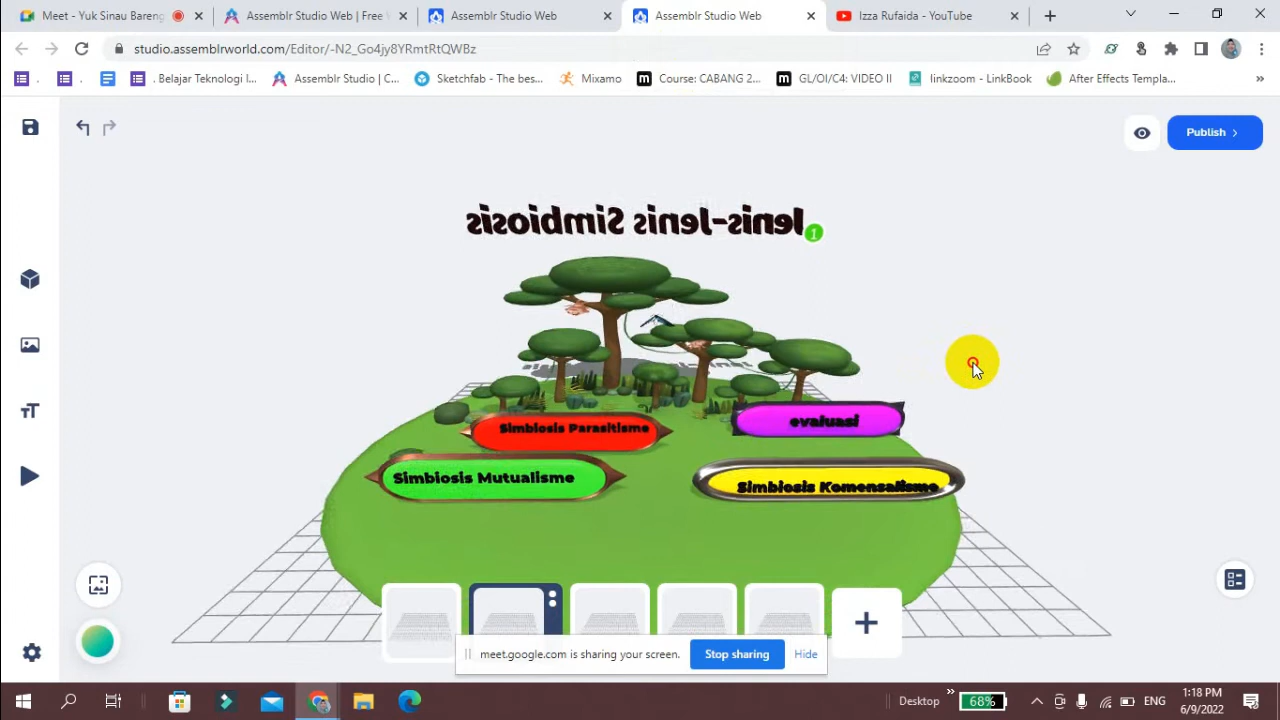 Meet - Yuk Sinau Bareng
Assemblr Studio Web | Free
Assemblr Studio Web
Assemblr Studio Web
Izza Rufaida - YouTube
studio.assemblrworld.com/Editor/-N2_Go4jy8YRmtRtQWBz
.
.
. Belajar Teknologi I...
Assemblr Studio | C...
Sketchfab - The bes...
Mixamo
Course: CABANG 2...
GL/OI/C4: VIDEO II
linkzoom — LinkBook
After Effects Templa...
»
Publish >
Jenis-Jenis Simbiosis
1
Simbiosis Parasitisme
evaluasi
Simbiosis Mutualisme
Simbiosis Komensalisme
meet.google.com is sharing your screen.
Stop sharing
Hide
Desktop
»
68%
ENG
1:18 PM
6/9/2022